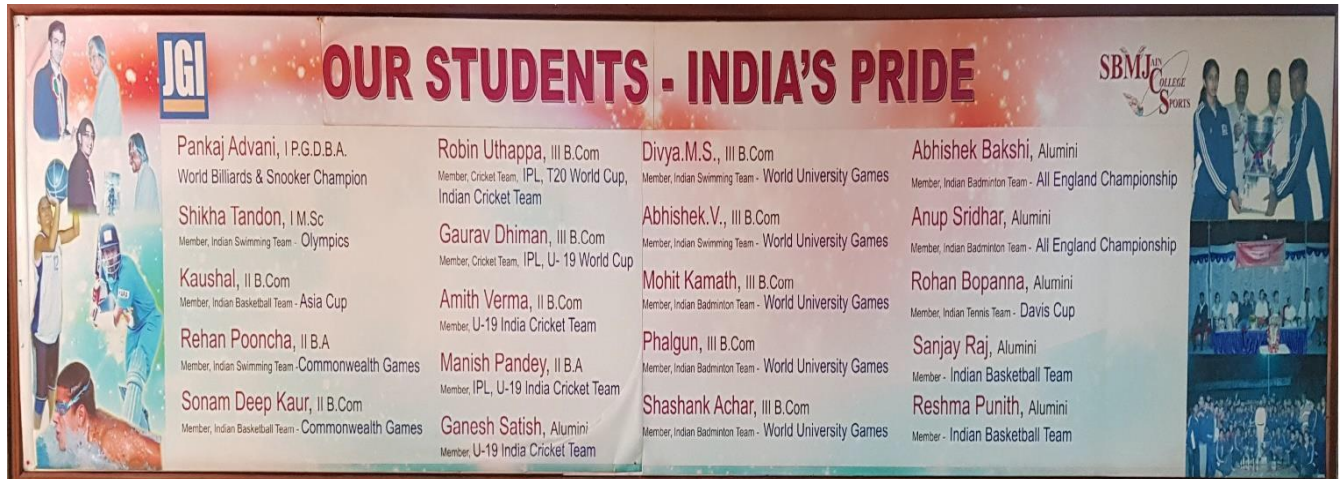 JGI
OUR STUDENTS - INDIA'S PRIDE
SBMJAIN
COLLEGE
SPORTS
Pankaj Advani, I P.G.D.B.A.
World Billiards & Snooker Champion
Shikha Tandon, I M.Sc
Member, Indian Swimming Team - Olympics
Kaushal, II B.Com
Member, Indian Basketball Team - Asia Cup
Rehan Pooncha, II B.A
Member, Indian Swimming Team -Commonwealth Games
Sonam Deep Kaur, II B.Com
Member, Indian Basketball Team - Commonwealth Games
Robin Uthappa, III B.Com
Member, Cricket Team, IPL, T20 World Cup,
Indian Cricket Team
Gaurav Dhiman, III B.Com
Member, Cricket Team, IPL, U- 19 World Cup
Amith Verma, II B.Com
Member, U-19 India Cricket Team
Manish Pandey, II B.A
Member, IPL, U-19 India Cricket Team
Ganesh Satish, Alumini
Member, U-19 India Cricket Team
Divya.M.S., III B.Com
Member, Indian Swimming Team - World University Games
Abhishek.V., III B.Com
Member, Indian Swimming Team - World University Games
Mohit Kamath, III B.Com
Member, Indian Badminton Team - World University Games
Phalgun, III B.Com
Member, Indian Badminton Team - World University Games
Shashank Achar, III B.Com
Member, Indian Badminton Team - World University Games
Abhishek Bakshi, Alumini
Member, Indian Badminton Team - All England Championship
Anup Sridhar, Alumini
Member, Indian Badminton Team - All England Championship
Rohan Bopanna, Alumini
Member, Indian Tennis Team - Davis Cup
Sanjay Raj, Alumini
Member - Indian Basketball Team
Reshma Punith, Alumini
Member - Indian Basketball Team